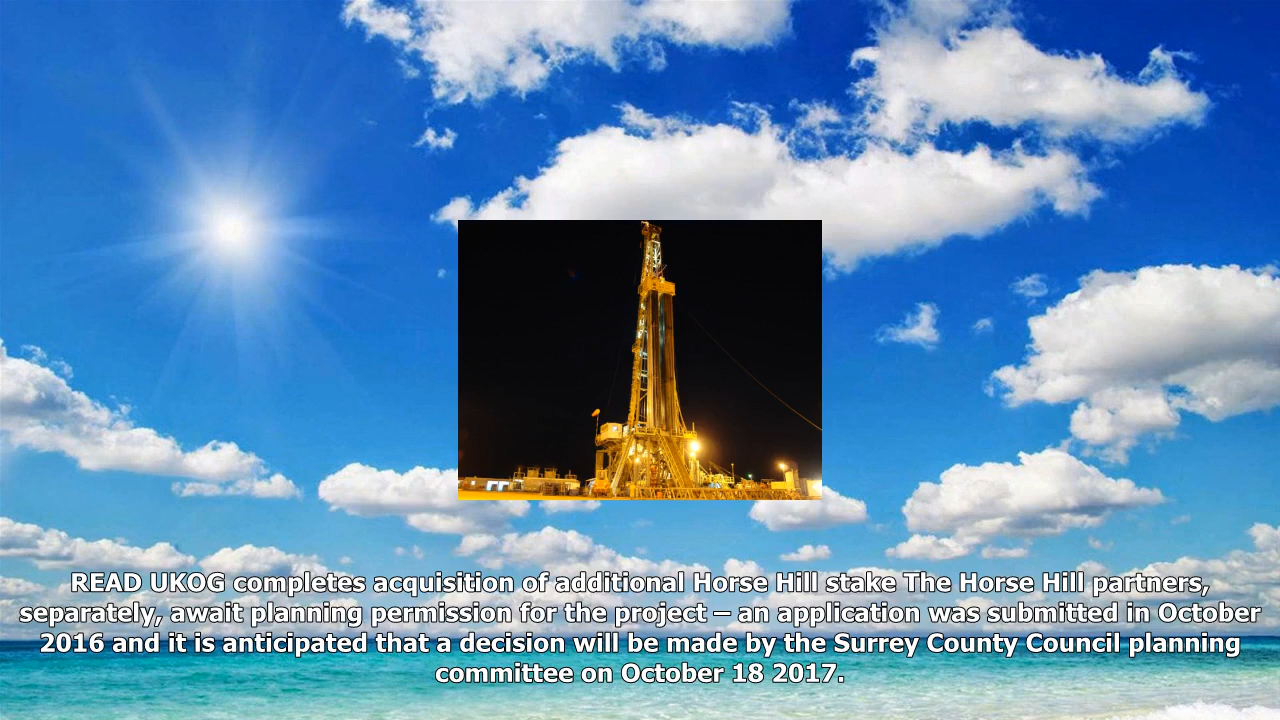 READ UKOG completes acquisition of additional Horse Hill stake The Horse Hill partners,
separately, await planning permission for the project – an application was submitted in October
2016 and it is anticipated that a decision will be made by the Surrey County Council planning
committee on October 18 2017.